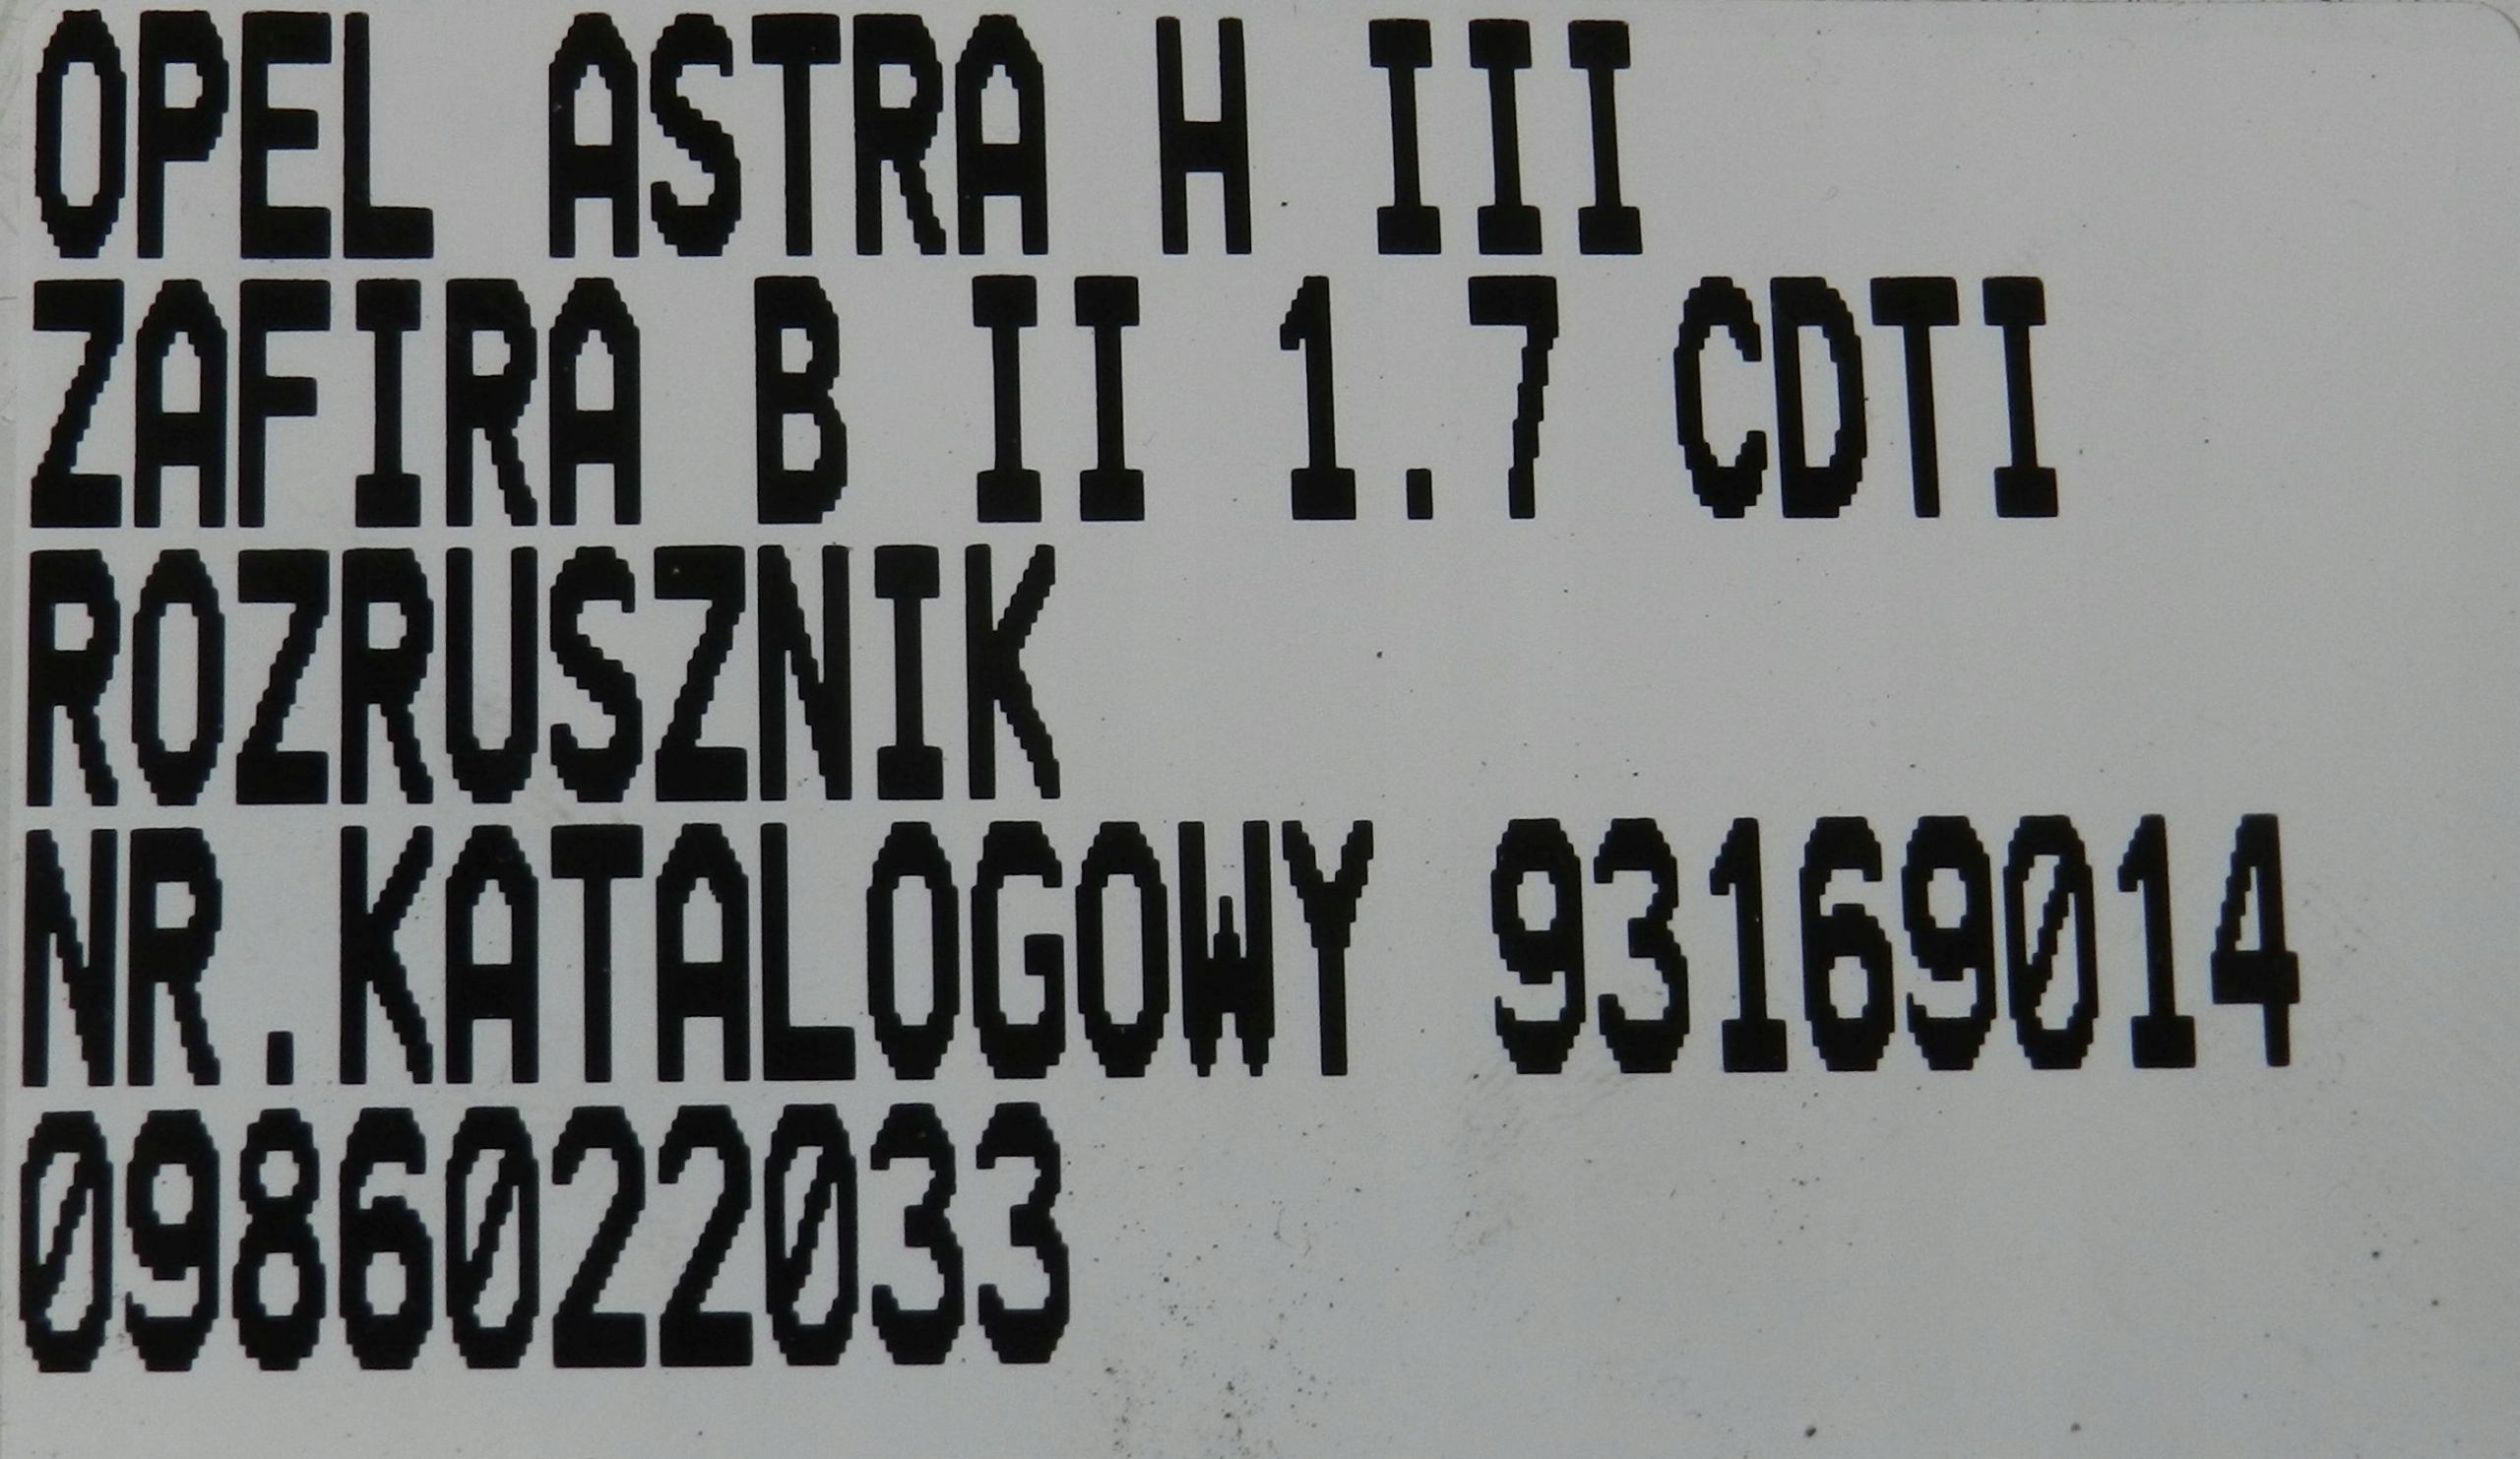 OPEL ASTRA H III
ZAFIRA B II 1.7 CDTI
ROZRUSZNIK
NR.KATALOGOWY 93169014
0986022033